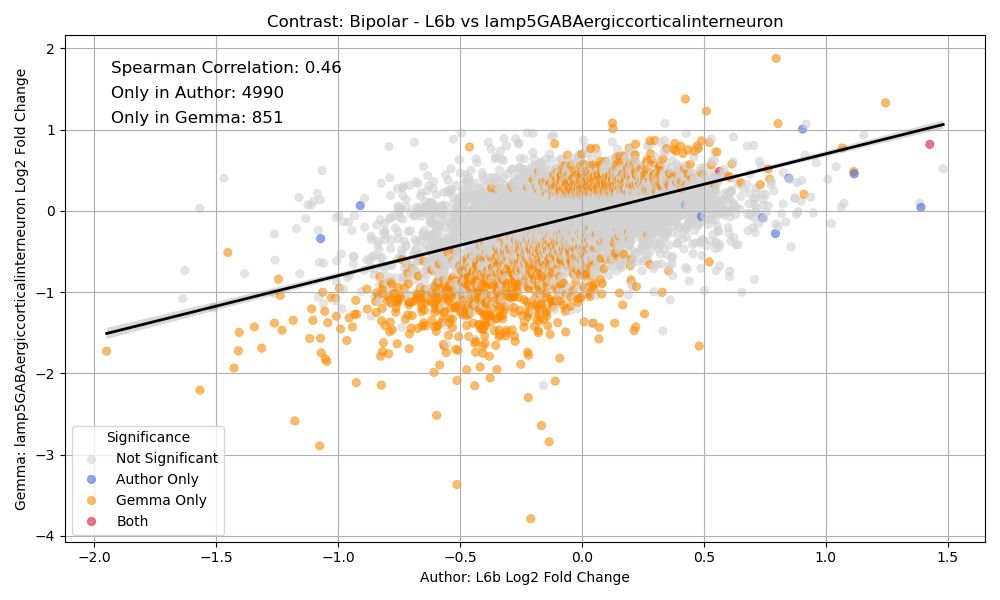 Contrast: Bipolar - L6b vs lamp5GABAergiccorticalinterneuron
Gemma: lamp5GABAergiccorticalinterneuron Log2 Fold Change
2
1
0
−1
−2
−3
−4
Spearman Correlation: 0.46
Only in Author: 4990
Only in Gemma: 851
Significance
Not Significant
Author Only
Gemma Only
Both
−2.0 −1.5 −1.0 −0.5 0.0 0.5 1.0 1.5
Author: L6b Log2 Fold Change